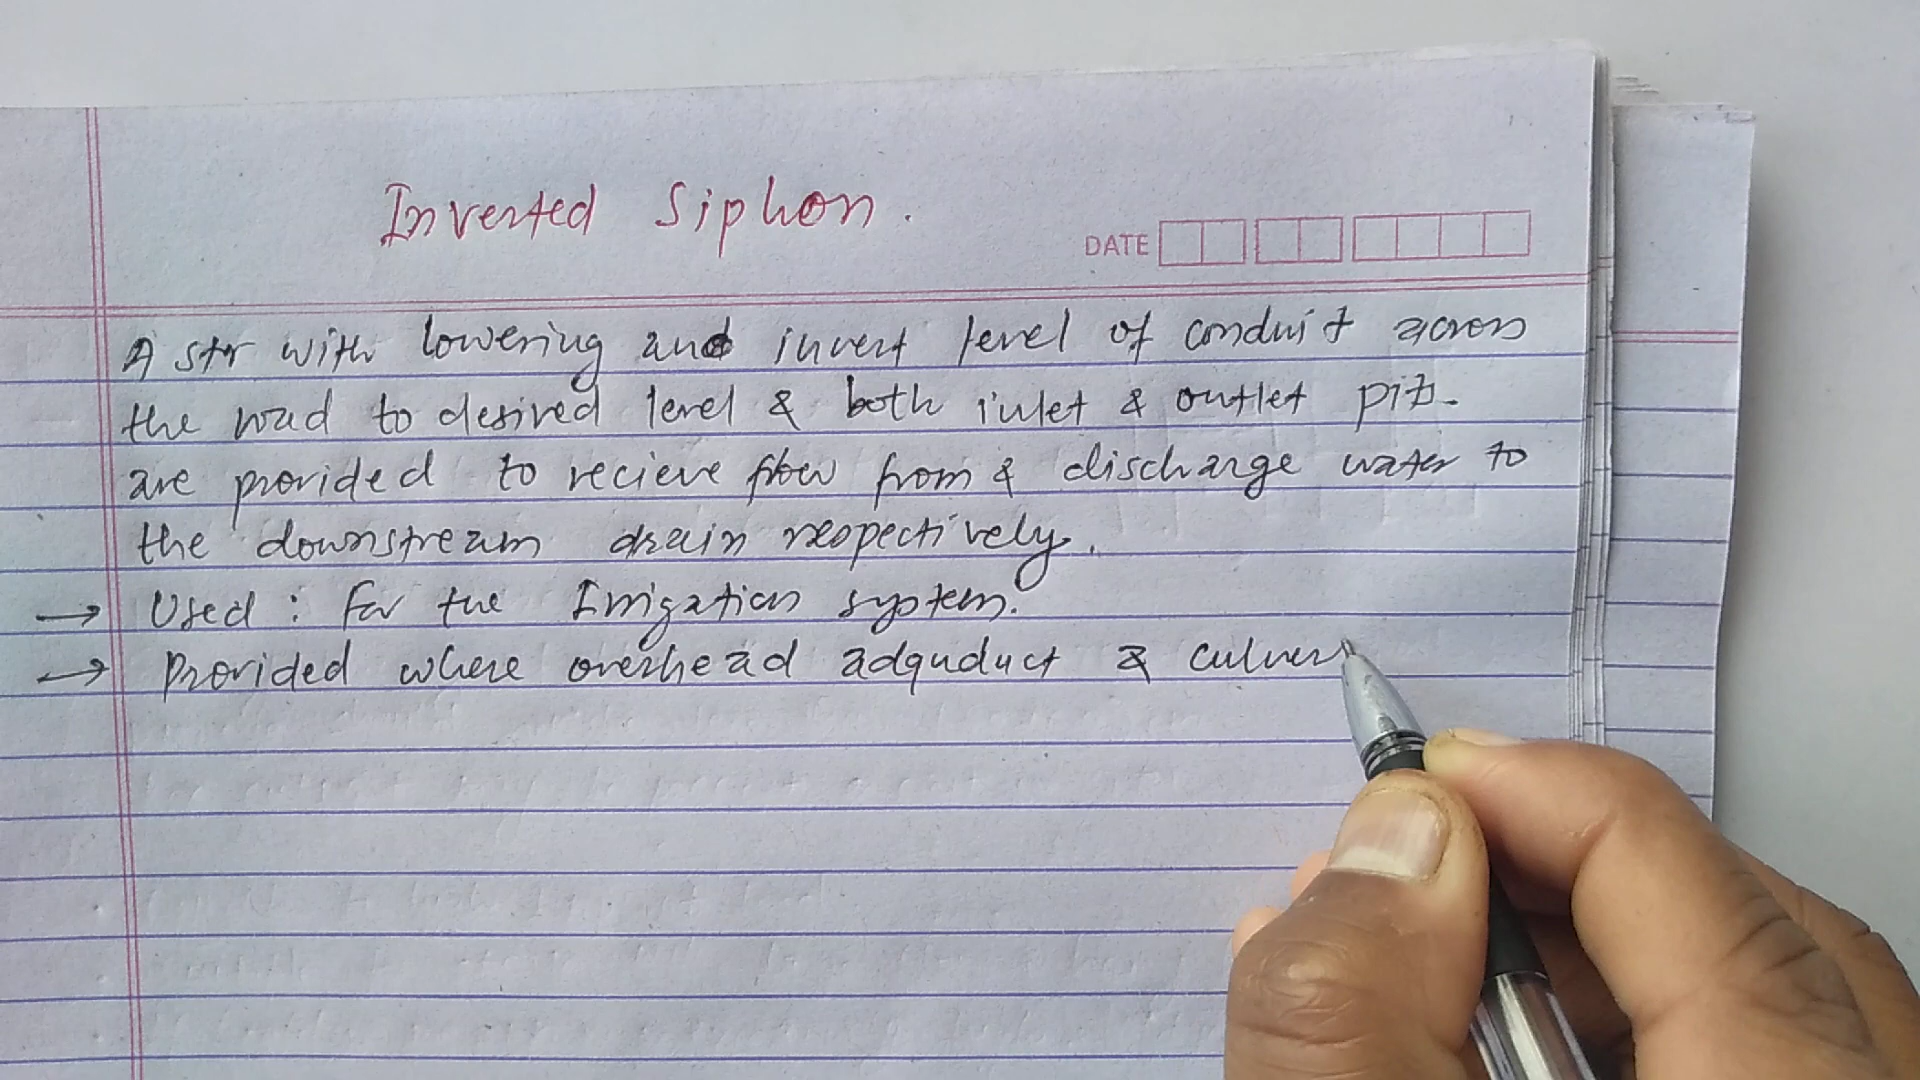 Inverted Siphon.
DATE
A str with lowering and invert level of conduit across
the road to desired level & both inlet & outlet pit.
are provided to recieve flow from & discharge water to
the downstream drain respectively.
→ Used : For the Irrigation system.
→ Provided where overhead adquduct & culver